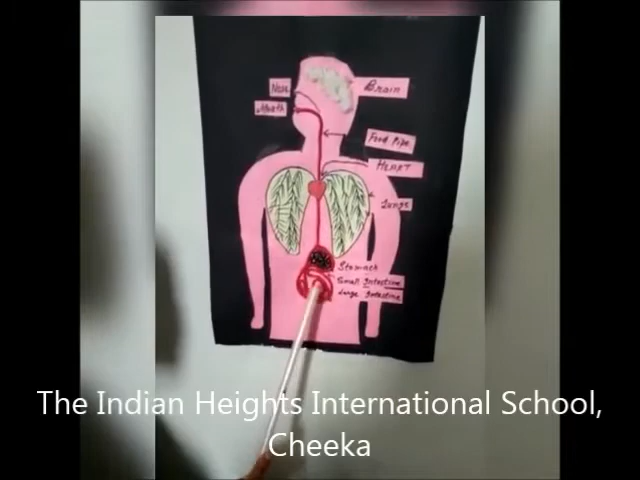 Nose
Brain
Mouth
Food Pipe
HEART
Lungs
Stomach
Small Intestine
Large Intestine
The Indian Heights International School,
Cheeka